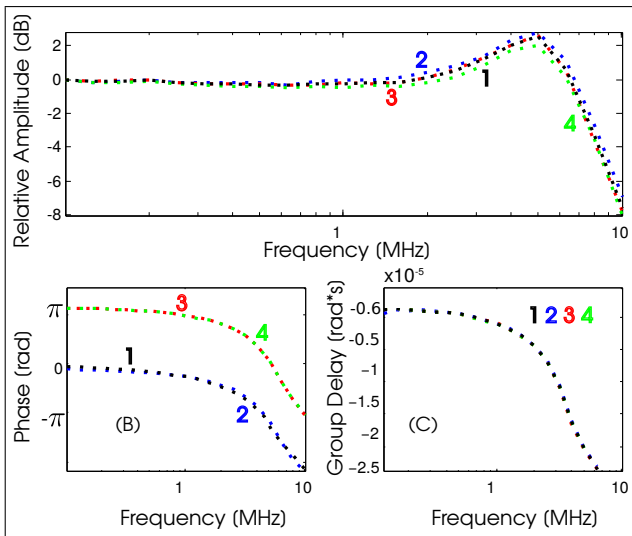 Relative Amplitude (dB)
2
0
-2
-4
-6
-8
2
1
3
4
1
10
Frequency (MHz)
Phase (rad)
π
0
-π
3
4
1
2
(B)
1
10
Frequency (MHz)
x10^-5
Group Delay (rad*s)
-0.6
-0.5
-1
-1.5
-2
-2.5
1 2 3 4
(C)
1
10
Frequency (MHz)